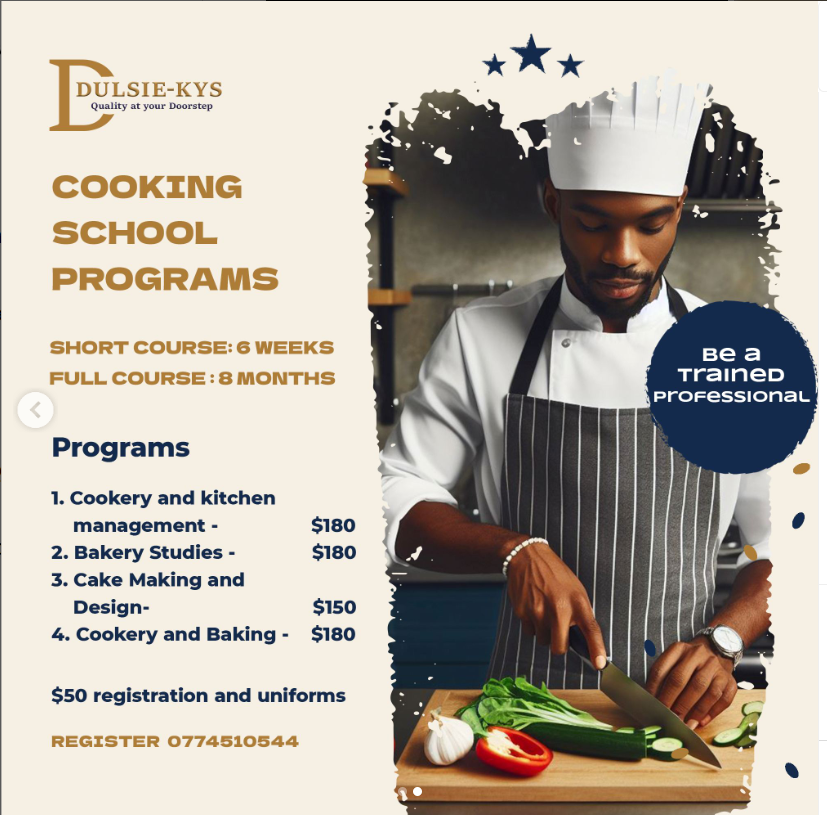 DULSIE-KYS
Quality at your Doorstep
COOKING
SCHOOL
PROGRAMS
SHORT COURSE: 6 WEEKS
FULL COURSE : 8 MONTHS
Be a
Trained
Professional
Programs
1. Cookery and kitchen
management - $180
2. Bakery Studies - $180
3. Cake Making and
Design- $150
4. Cookery and Baking - $180
$50 registration and uniforms
REGISTER 0774510544